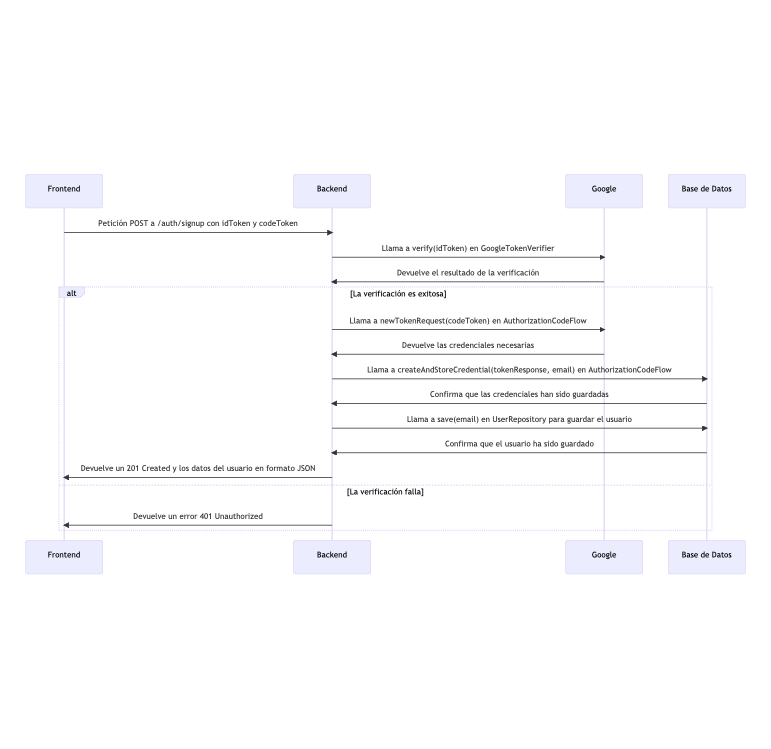 Frontend
Backend
Google
Base de Datos
Petición POST a /auth/signup con idToken y codeToken
Llama a verify(idToken) en GoogleTokenVerifier
Devuelve el resultado de la verificación
alt
[La verificación es exitosa]
Llama a newTokenRequest(codeToken) en AuthorizationCodeFlow
Devuelve las credenciales necesarias
Llama a createAndStoreCredential(tokenResponse, email) en AuthorizationCodeFlow
Confirma que las credenciales han sido guardadas
Llama a save(email) en UserRepository para guardar el usuario
Confirma que el usuario ha sido guardado
Devuelve un 201 Created y los datos del usuario en formato JSON
[La verificación falla]
Devuelve un error 401 Unauthorized
Frontend
Backend
Google
Base de Datos